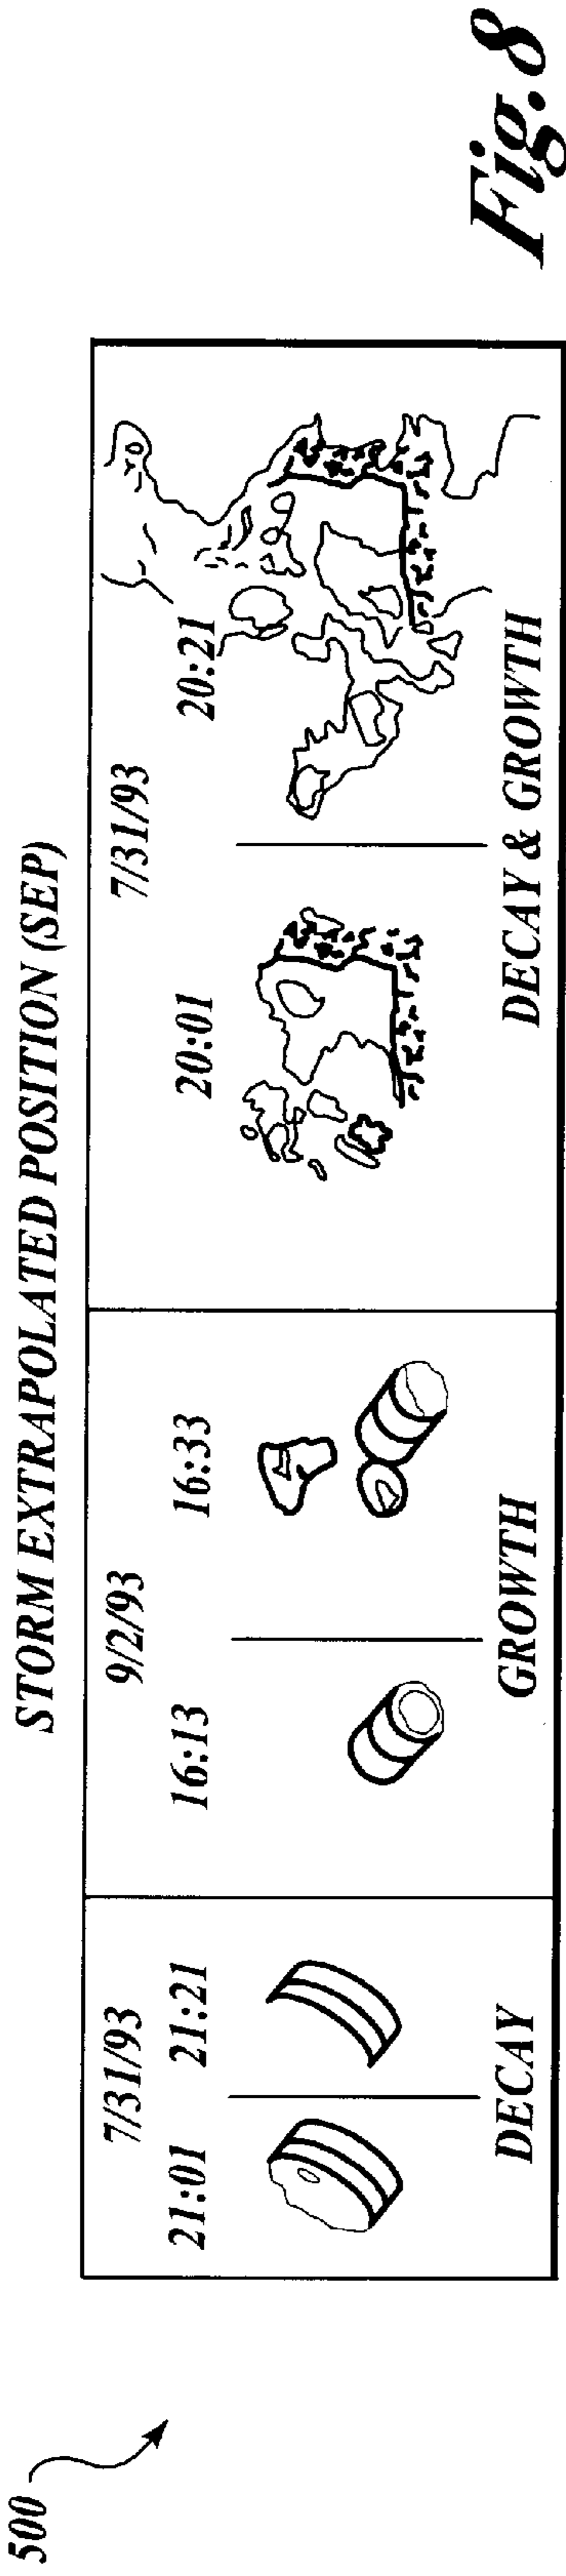 500
STORM EXTRAPOLATED POSITION (SEP)
7/31/93
21:01
21:21
DECAY
9/2/93
16:13
16:33
GROWTH
7/31/93
20:01
20:21
DECAY & GROWTH
Fig. 8